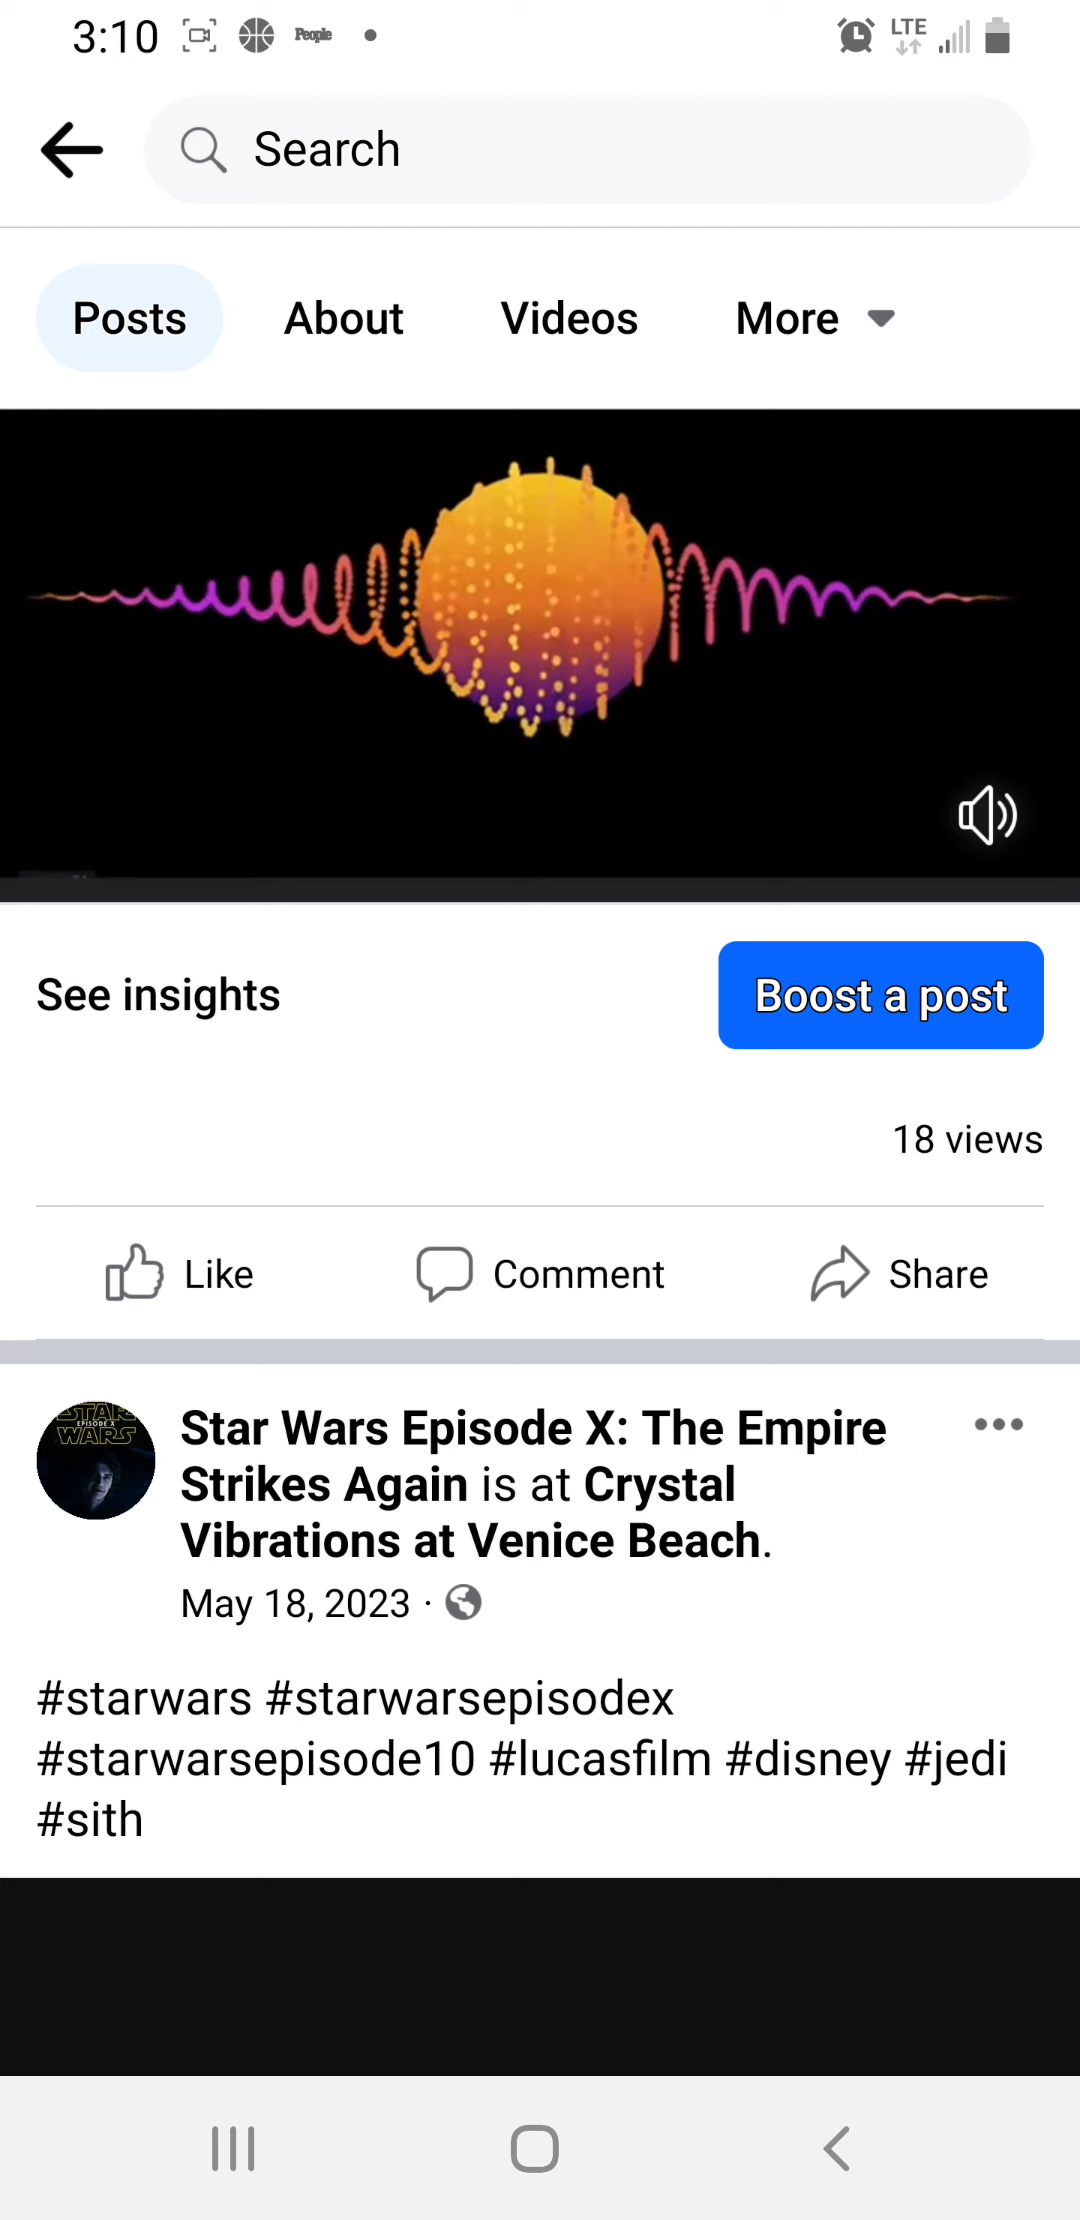 3:10 People LTE
Search
Posts About Videos More
See insights Boost a post
18 views
Like Comment Share
STAR
EPISODE X
WARS
Star Wars Episode X: The Empire
Strikes Again is at Crystal
Vibrations at Venice Beach.
May 18, 2023 ·
#starwars #starwarsepisodex
#starwarsepisode10 #lucasfilm #disney #jedi
#sith